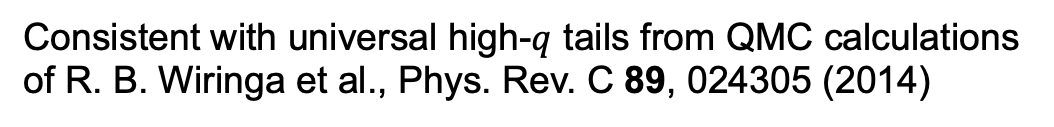 Consistent with universal high-q tails from QMC calculations
of R. B. Wiringa et al., Phys. Rev. C 89, 024305 (2014)